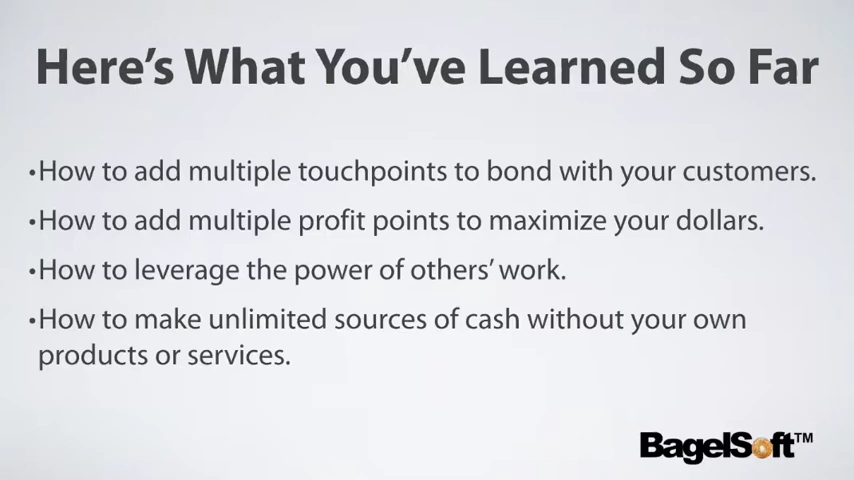 Here’s What You’ve Learned So Far
•How to add multiple touchpoints to bond with your customers.
•How to add multiple profit points to maximize your dollars.
•How to leverage the power of others’ work.
•How to make unlimited sources of cash without your own
products or services.
BagelSoft™